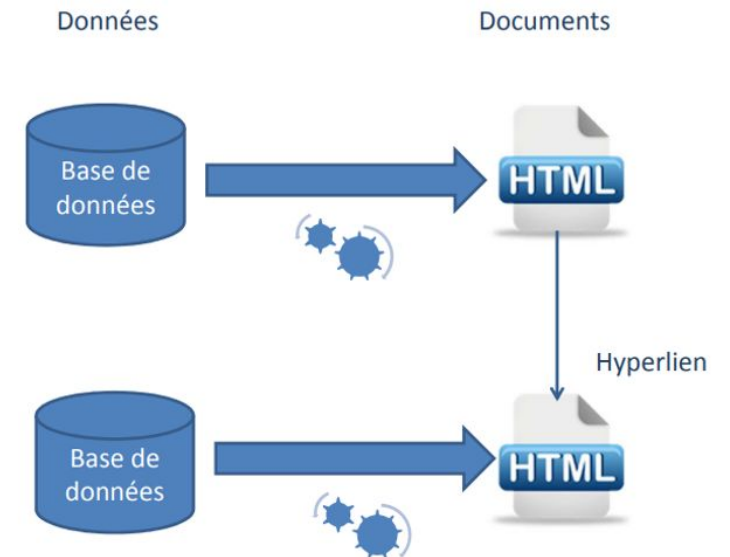 Données
Documents
Base de
données
HTML
Hyperlien
Base de
données
HTML